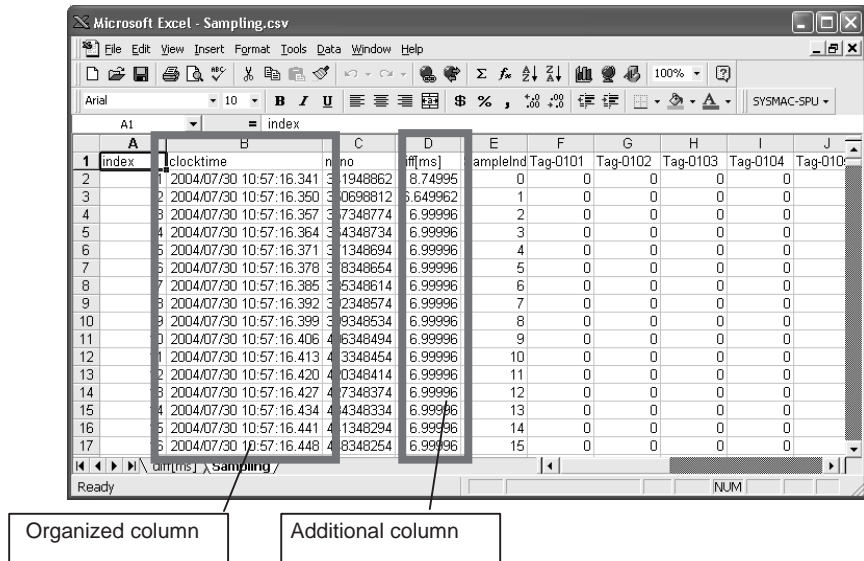 Microsoft Excel - Sampling.csv
File Edit View Insert Format Tools Data Window Help
100%
Arial 10 B I U $ % , SYSMAC-SPU
A1 = index
A B C D E F G H I J
1 index clocktime Tag-0101 Tag-0102 Tag-0103 Tag-0104
2 2004/07/30 10:57:16.341 8.74995 0 0 0 0 0
3 2004/07/30 10:57:16.350 1 0 0 0 0
4 2004/07/30 10:57:16.357 6.99996 2 0 0 0 0
5 2004/07/30 10:57:16.364 6.99996 3 0 0 0 0
6 2004/07/30 10:57:16.371 6.99996 4 0 0 0 0
7 2004/07/30 10:57:16.378 6.99996 5 0 0 0 0
8 2004/07/30 10:57:16.385 6.99996 6 0 0 0 0
9 2004/07/30 10:57:16.392 6.99996 7 0 0 0 0
10 2004/07/30 10:57:16.399 6.99996 8 0 0 0 0
11 2004/07/30 10:57:16.406 6.99996 9 0 0 0 0
12 2004/07/30 10:57:16.413 6.99996 10 0 0 0 0
13 2004/07/30 10:57:16.420 6.99996 11 0 0 0 0
14 2004/07/30 10:57:16.427 6.99996 12 0 0 0 0
15 2004/07/30 10:57:16.434 6.99996 13 0 0 0 0
16 2004/07/30 10:57:16.441 6.99996 14 0 0 0 0
17 2004/07/30 10:57:16.448 6.99996 15 0 0 0 0
diff[ms] Sampling
Ready NUM
Organized column Additional column